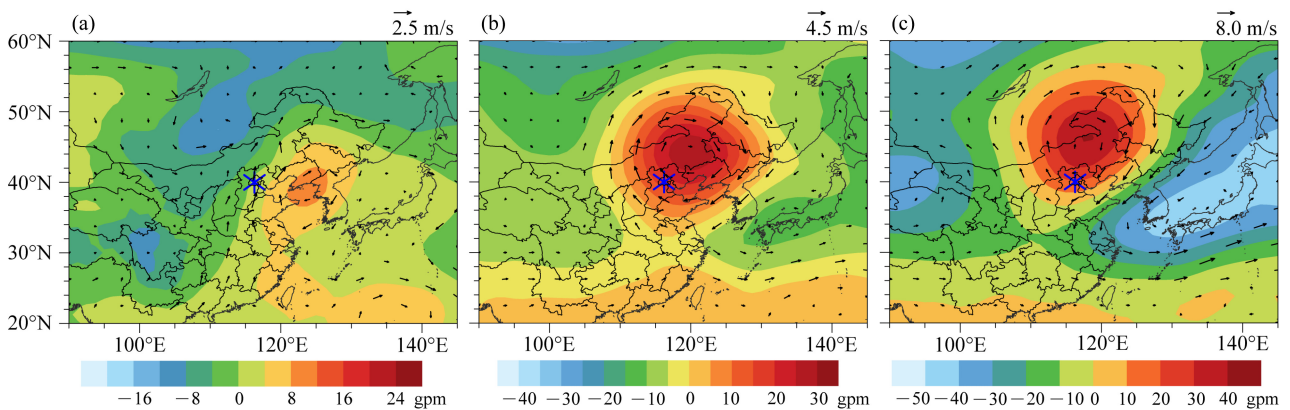 (a) 2.5 m/s (b) 4.5 m/s (c) 8.0 m/s
60°N
50°N
40°N
30°N
20°N
100°E 120°E 140°E 100°E 120°E 140°E 100°E 120°E 140°E
−16 −8 0 8 16 24 gpm −40 −30 −20 −10 0 10 20 30 gpm −50 −40 −30 −20 −10 0 10 20 30 40 gpm